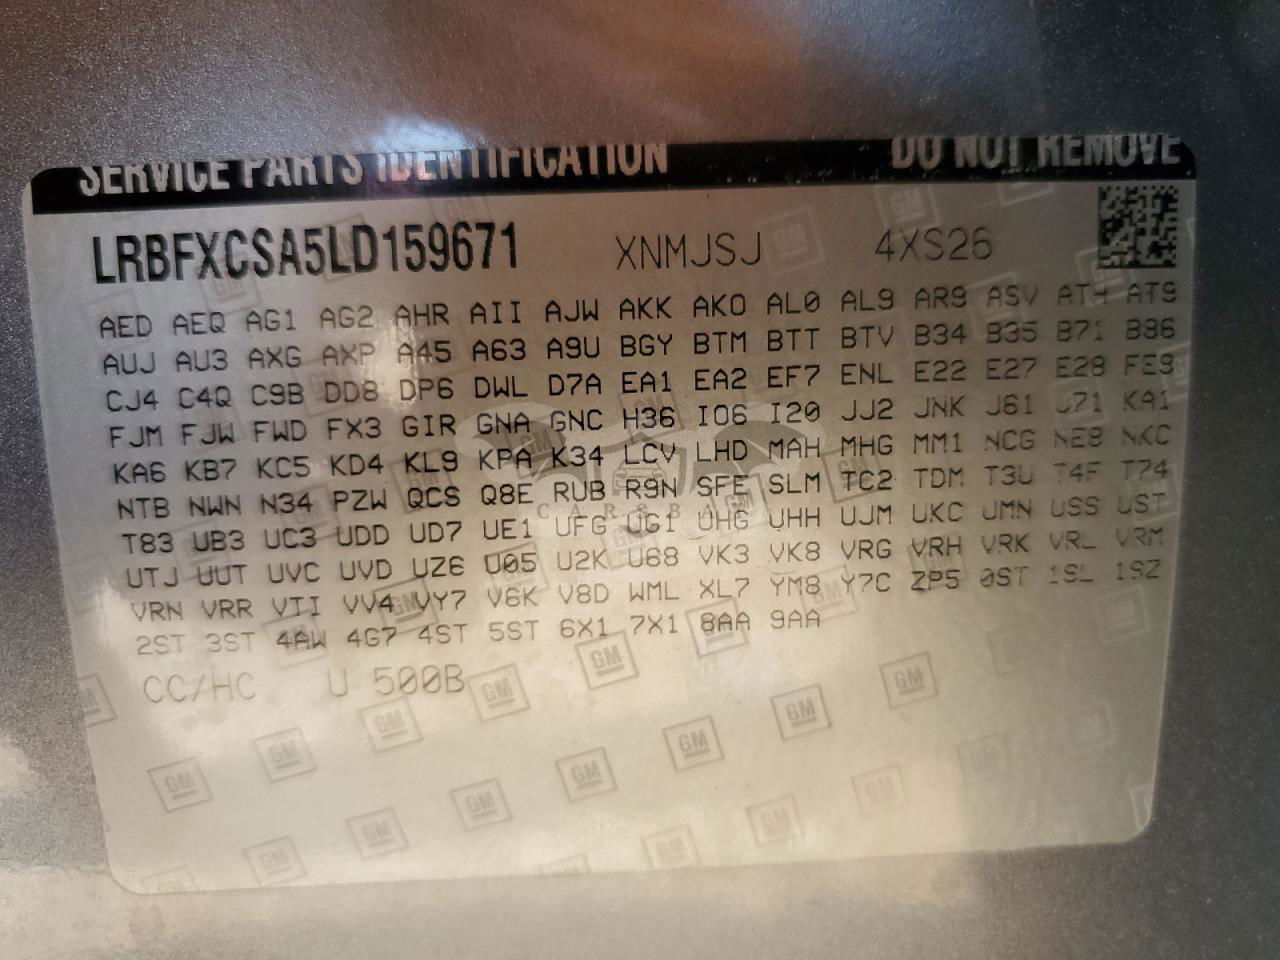 SERVICE PARTS IDENTIFICATION DO NOT REMOVE
LRBFXCSA5LD159671 XNMJSJ 4XS26
AED AEQ AG1 AG2 AHR AII AJW AKK AKO AL0 AL9 AR9 ASV ATH AT9
AUJ AU3 AXG AXP A45 A63 A9U BGY BTM BTT BTV B34 B35 B71 B86
CJ4 C4Q C9B DD8 DP6 DWL D7A EA1 EA2 EF7 ENL E22 E27 E28 FE9
FJM FJW FWD FX3 GIR GNA GNC H36 IO6 I20 JJ2 JNK J61 J71 KA1
KA6 KB7 KC5 KD4 KL9 KPA K34 LCV LHD MAH MHG MM1 NCG NE8 NKC
NTB NWN N34 PZW QCS Q8E RUB R9N SFE SLM TC2 TDM T3U T4F T74
T83 UB3 UC3 UDD UD7 UE1 UFG UG1 UHG UHH UJM UKC UMN USS UST
UTJ UUT UVC UVD UZ6 U05 U2K U68 VK3 VK8 VRG VRH VRK VRL VRM
VRN VRR VTI VV4 VY7 V6K V8D WML XL7 YM8 Y7C ZP5 0ST 1SL 1SZ
2ST 3ST 4AW 4G7 4ST 5ST 6X1 7X1 8AA 9AA
CC/HC U 500B